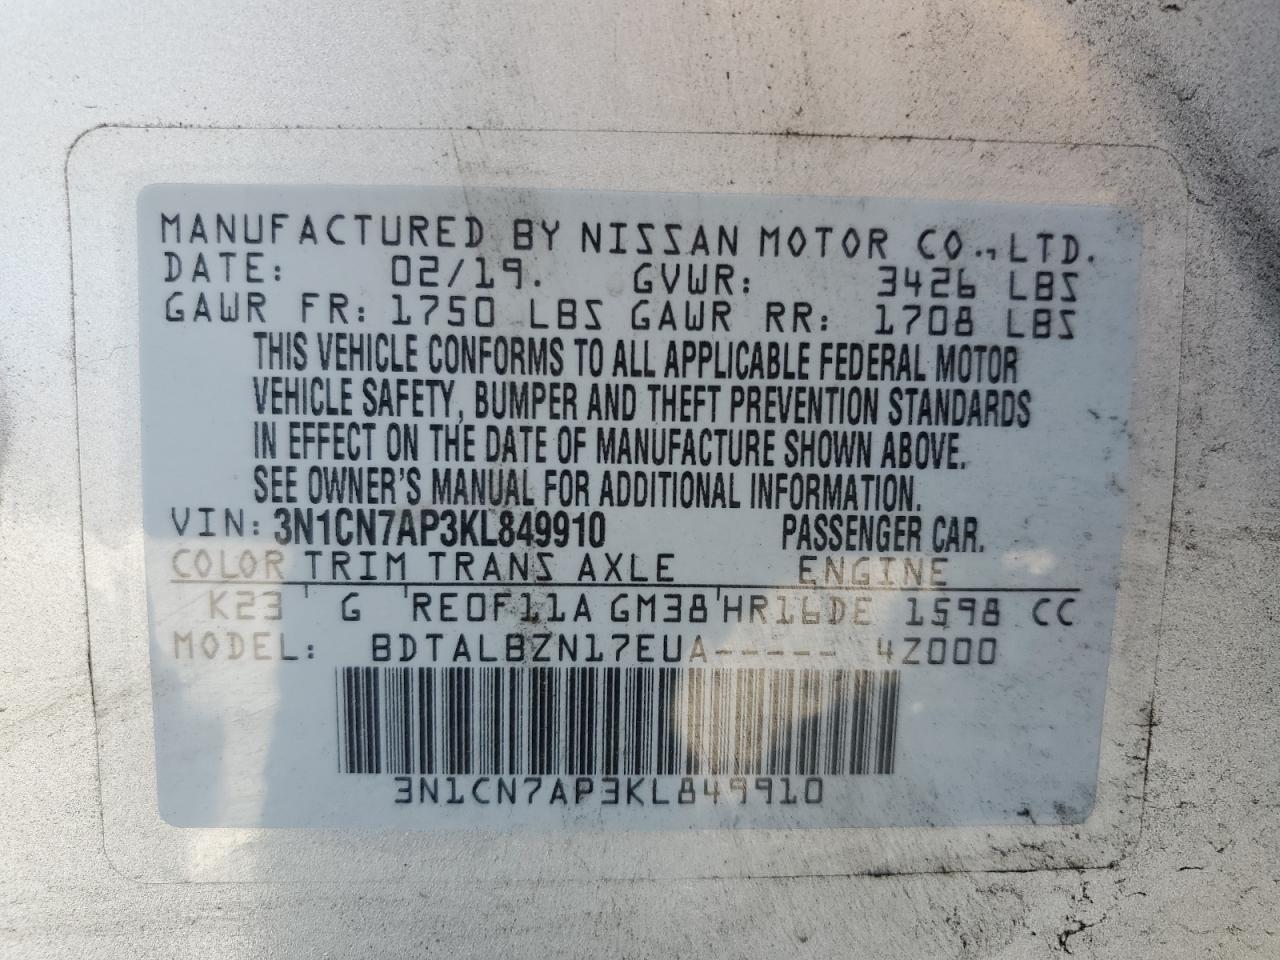 MANUFACTURED BY NISSAN MOTOR CO., LTD.
DATE: 02/19. GVWR: 3426 LBS
GAWR FR: 1750 LBS GAWR RR: 1708 LBS
THIS VEHICLE CONFORMS TO ALL APPLICABLE FEDERAL MOTOR
VEHICLE SAFETY, BUMPER AND THEFT PREVENTION STANDARDS
IN EFFECT ON THE DATE OF MANUFACTURE SHOWN ABOVE.
SEE OWNER'S MANUAL FOR ADDITIONAL INFORMATION.
VIN: 3N1CN7AP3KL849910 PASSENGER CAR.
COLOR TRIM TRANS AXLE ENGINE
K23 G RE0F11A GM38 HR16DE 1598 CC
MODEL: BDTALBZN17EUA----- 4Z000
3N1CN7AP3KL849910